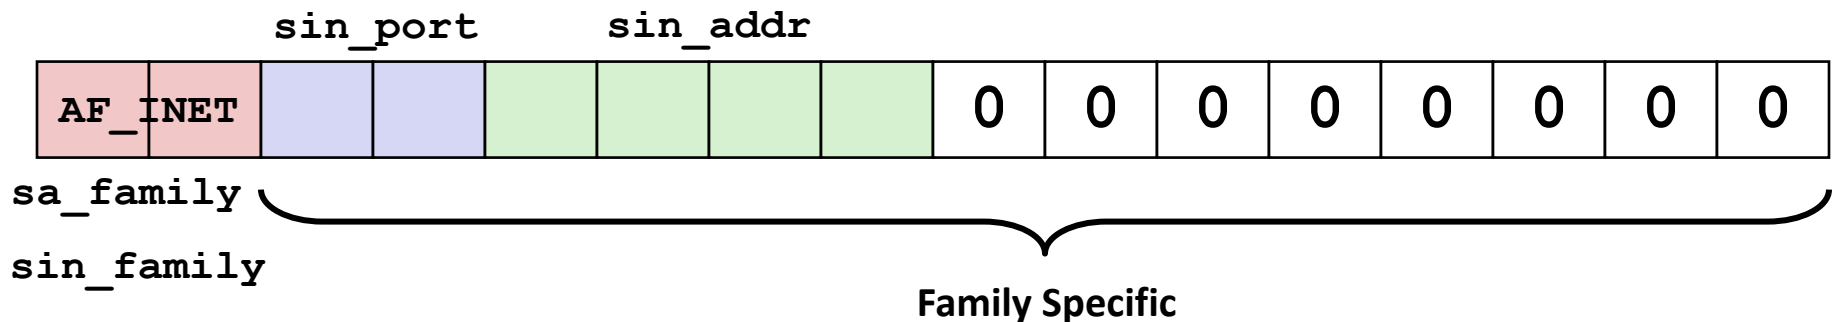 sin_port sin_addr
AF_INET 0 0 0 0 0 0 0 0
sa_family
sin_family
Family Specific